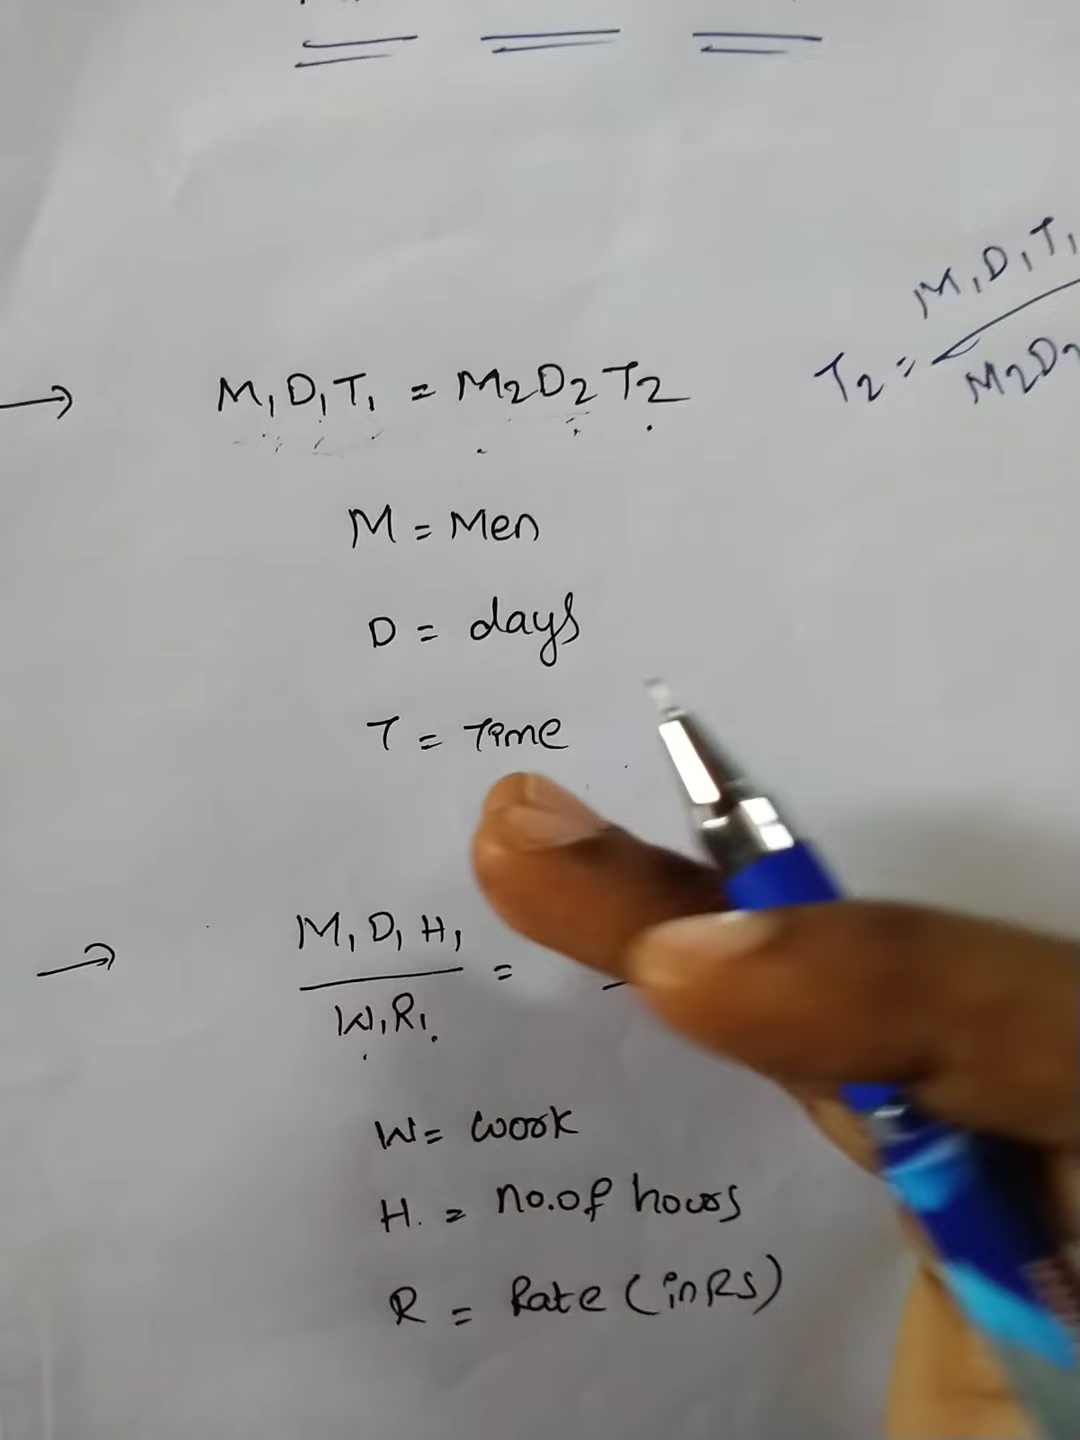 → M₁D₁T₁ = M₂D₂T₂
T₂ = M₁D₁T₁ / M₂D₂
M = Men
D = days
T = Time
→ M₁D₁H₁ / W₁R₁ =
W = work
H. = no.of hours
R = Rate (in RS)